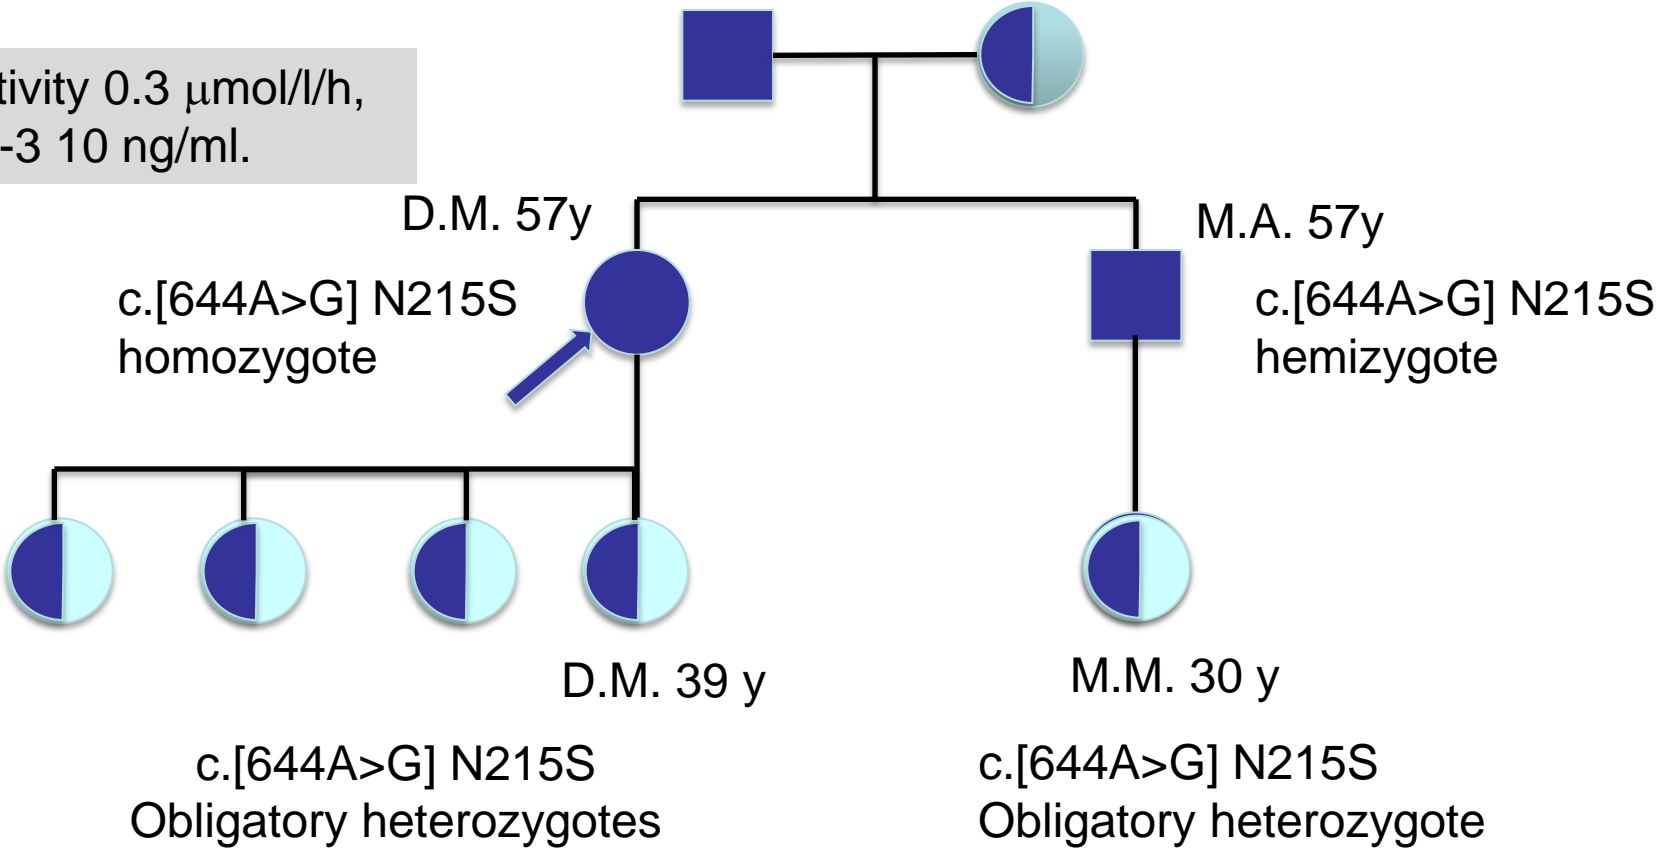 tivity 0.3 μmol/l/h,
-3 10 ng/ml.
D.M. 57y
M.A. 57y
c.[644A>G] N215S
homozygote
c.[644A>G] N215S
hemizygote
D.M. 39 y
M.M. 30 y
c.[644A>G] N215S
Obligatory heterozygotes
c.[644A>G] N215S
Obligatory heterozygote